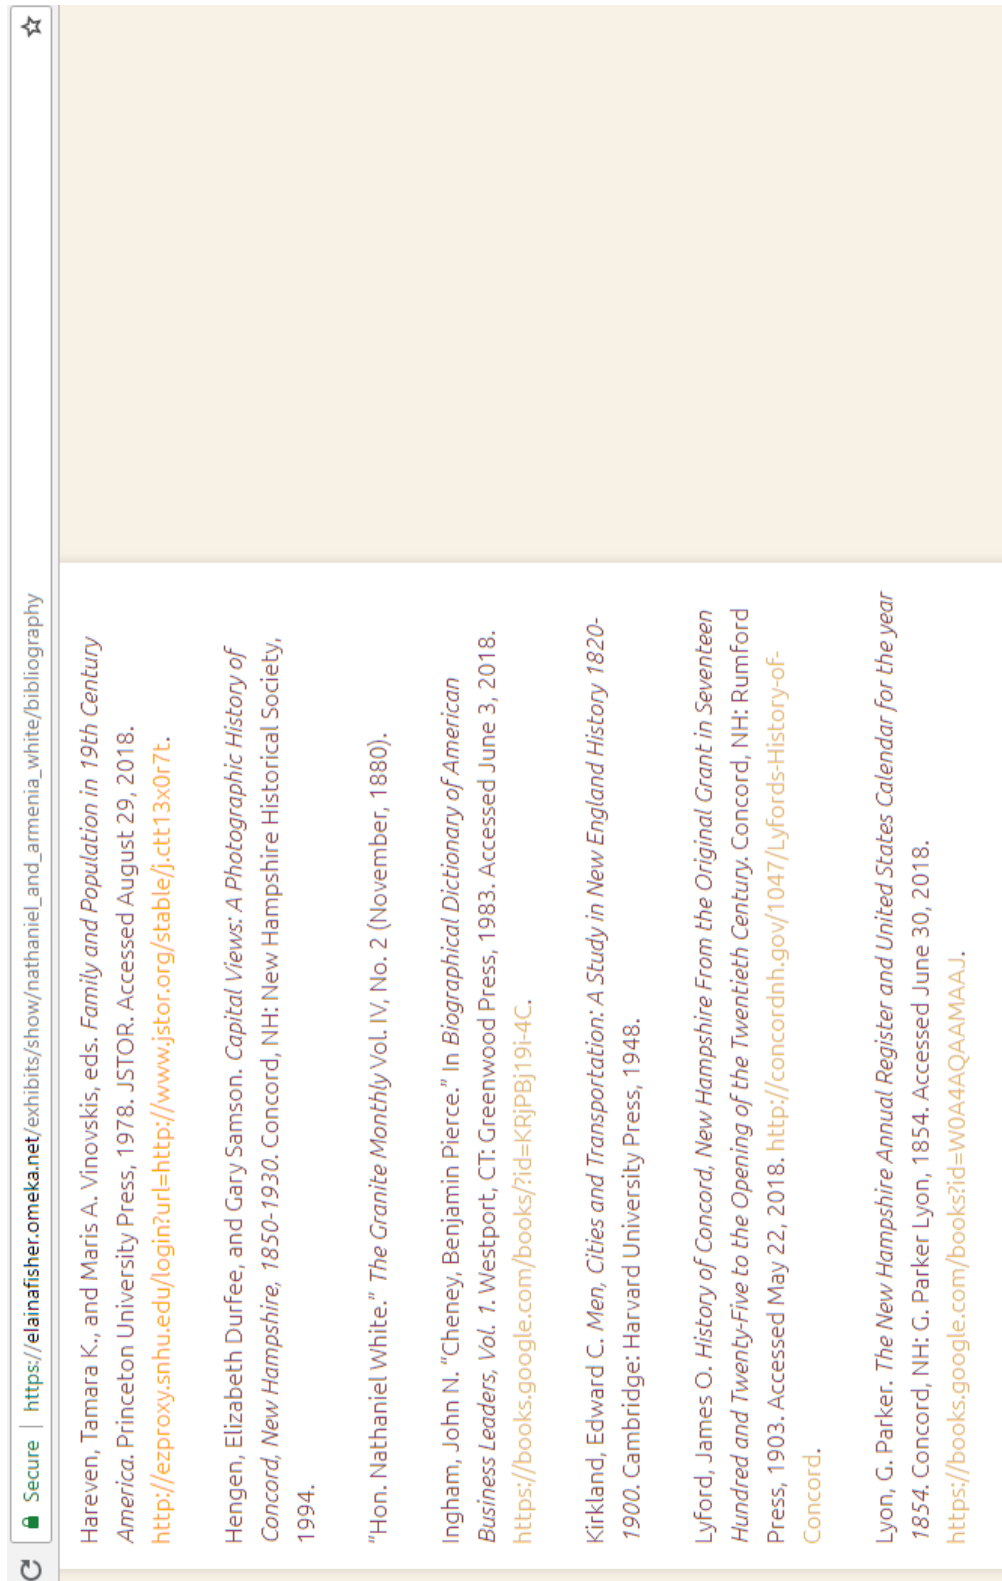 Secure | https://elainafisher.omeka.net/exhibits/show/nathaniel_and_armenia_white/bibliography
Hareven, Tamara K., and Maris A. Vinovskis, eds. Family and Population in 19th Century
America. Princeton University Press, 1978. JSTOR. Accessed August 29, 2018.
http://ezproxy.snhu.edu/login?url=http://www.jstor.org/stable/j.ctt13x0r7t.
Hengen, Elizabeth Durfee, and Gary Samson. Capital Views: A Photographic History of
Concord, New Hampshire, 1850-1930. Concord, NH: New Hampshire Historical Society,
1994.
"Hon. Nathaniel White." The Granite Monthly Vol. IV, No. 2 (November, 1880).
Ingham, John N. "Cheney, Benjamin Pierce." In Biographical Dictionary of American
Business Leaders, Vol. 1. Westport, CT: Greenwood Press, 1983. Accessed June 3, 2018.
https://books.google.com/books/?id=KRjPBj19i-4C.
Kirkland, Edward C. Men, Cities and Transportation: A Study in New England History 1820-
1900. Cambridge: Harvard University Press, 1948.
Lyford, James O. History of Concord, New Hampshire From the Original Grant in Seventeen
Hundred and Twenty-Five to the Opening of the Twentieth Century. Concord, NH: Rumford
Press, 1903. Accessed May 22, 2018. http://concordnh.gov/1047/Lyfords-History-of-
Concord.
Lyon, G. Parker. The New Hampshire Annual Register and United States Calendar for the year
1854. Concord, NH: G. Parker Lyon, 1854. Accessed June 30, 2018.
https://books.google.com/books?id=W0A4AQAAMAAJ.